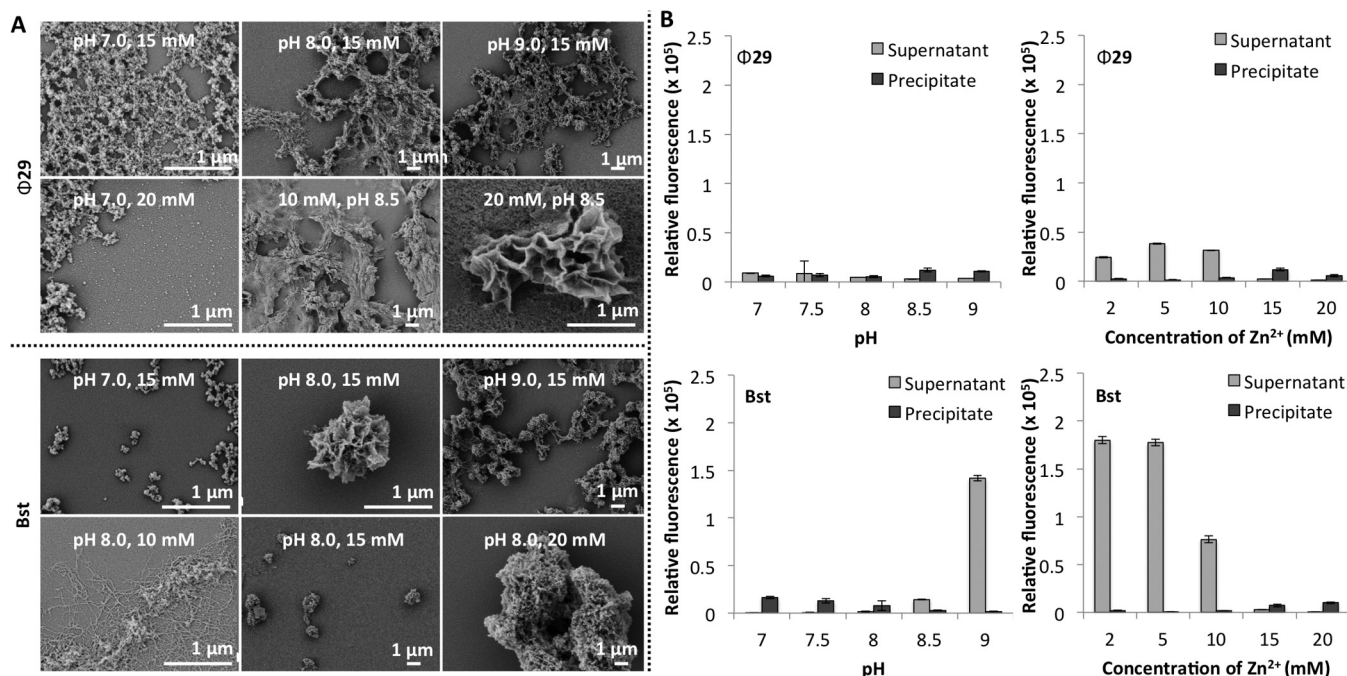 A
Φ29
pH 7.0, 15 mM
1 µm
pH 8.0, 15 mM
1 µm
pH 9.0, 15 mM
1 µm
pH 7.0, 20 mM
1 µm
10 mM, pH 8.5
1 µm
20 mM, pH 8.5
1 µm
Bst
pH 7.0, 15 mM
1 µm
pH 8.0, 15 mM
1 µm
pH 9.0, 15 mM
1 µm
pH 8.0, 10 mM
1 µm
pH 8.0, 15 mM
1 µm
pH 8.0, 20 mM
1 µm
B
Relative fluorescence (x 10⁵)
2.5
2
1.5
1
0.5
0
Φ29
Supernatant
Precipitate
7 7.5 8 8.5 9
pH
Relative fluorescence (x 10⁵)
2.5
2
1.5
1
0.5
0
Φ29
Supernatant
Precipitate
2 5 10 15 20
Concentration of Zn²⁺ (mM)
Relative fluorescence (x 10⁵)
2.5
2
1.5
1
0.5
0
Bst
Supernatant
Precipitate
7 7.5 8 8.5 9
pH
Relative fluorescence (x 10⁵)
2.5
2
1.5
1
0.5
0
Bst
Supernatant
Precipitate
2 5 10 15 20
Concentration of Zn²⁺ (mM)